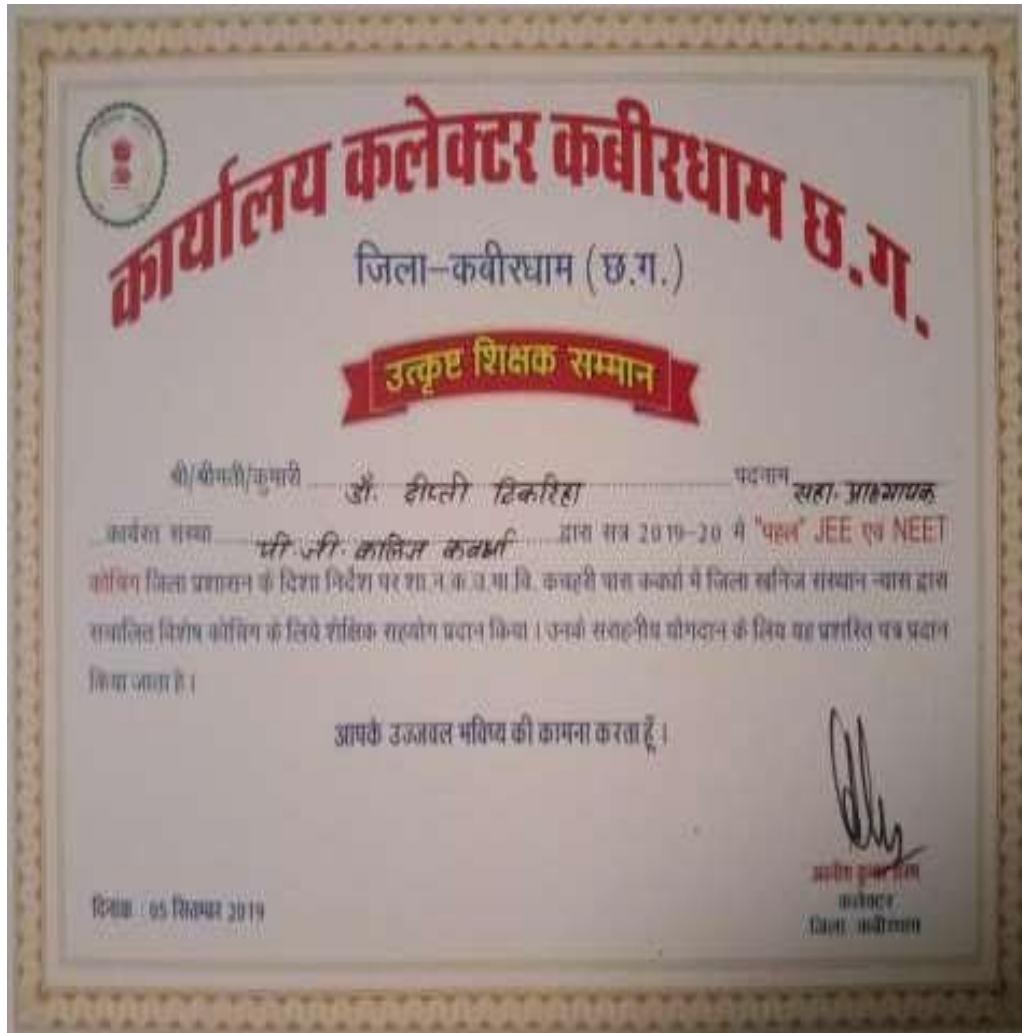 कार्यालय कलेक्टर कबीरधाम छ.ग.
जिला-कबीरधाम (छ.ग.)
उत्कृष्ट शिक्षक सम्मान
श्री/श्रीमती/कुमारी डॉ. दीप्ती टिकरिहा पदनाम सहा. प्राध्यापक
कार्यरत संस्था पी.जी. कालेज कवर्धा द्वारा सत्र 2019-20 में "पहल" JEE एवं NEET
कोचिंग जिला प्रशासन के दिशा निर्देश पर शा.न.क.उ.मा.वि. कचहरी पारा कवर्धा में जिला खनिज संस्थान न्यास द्वारा
संचालित विशेष कोचिंग के लिये शैक्षिक सहयोग प्रदान किया । उनके सराहनीय योगदान के लिय यह प्रशस्ति पत्र प्रदान
किया जाता है ।
आपके उज्जवल भविष्य की कामना करता हूँ ।
कुमार शरण
कलेक्टर
जिला कबीरधाम
दिनांक : 05 सितम्बर 2019